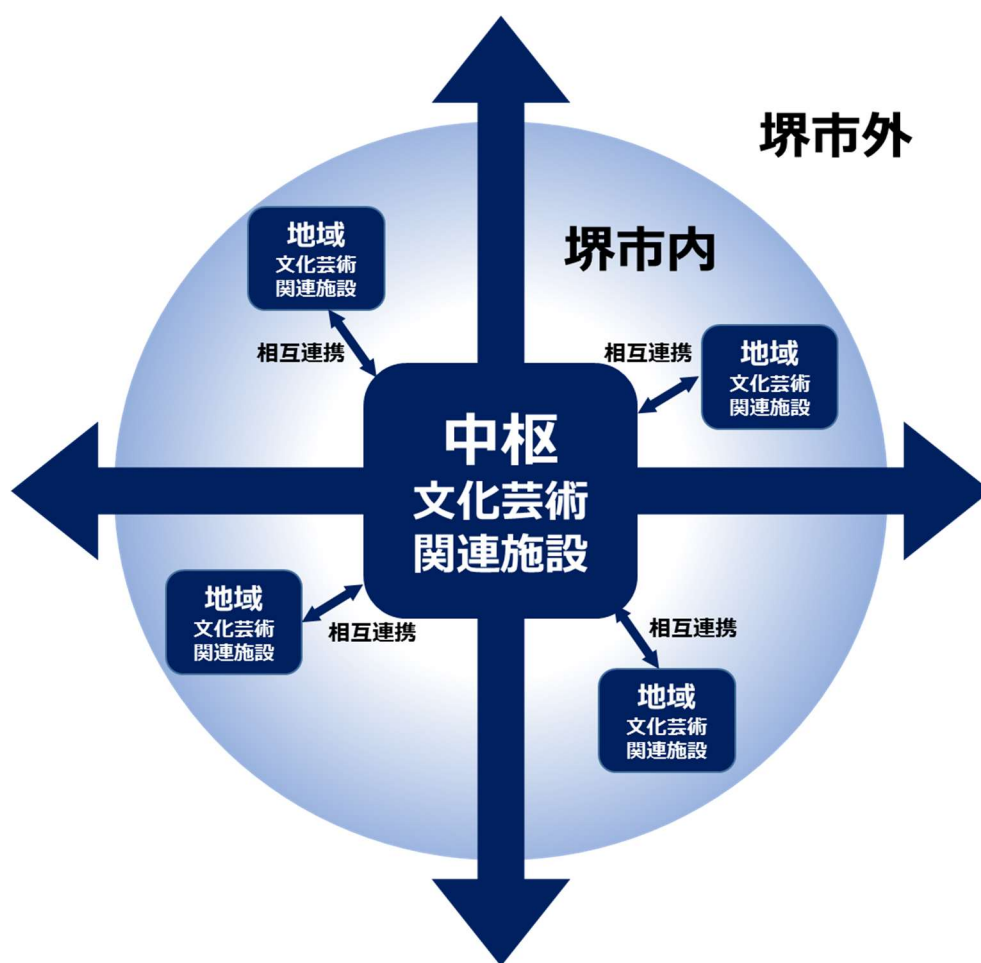 堺市外
堺市内
地域
文化芸術
関連施設
相互連携
相互連携
地域
文化芸術
関連施設
中枢
文化芸術
関連施設
地域
文化芸術
関連施設
相互連携
相互連携
地域
文化芸術
関連施設